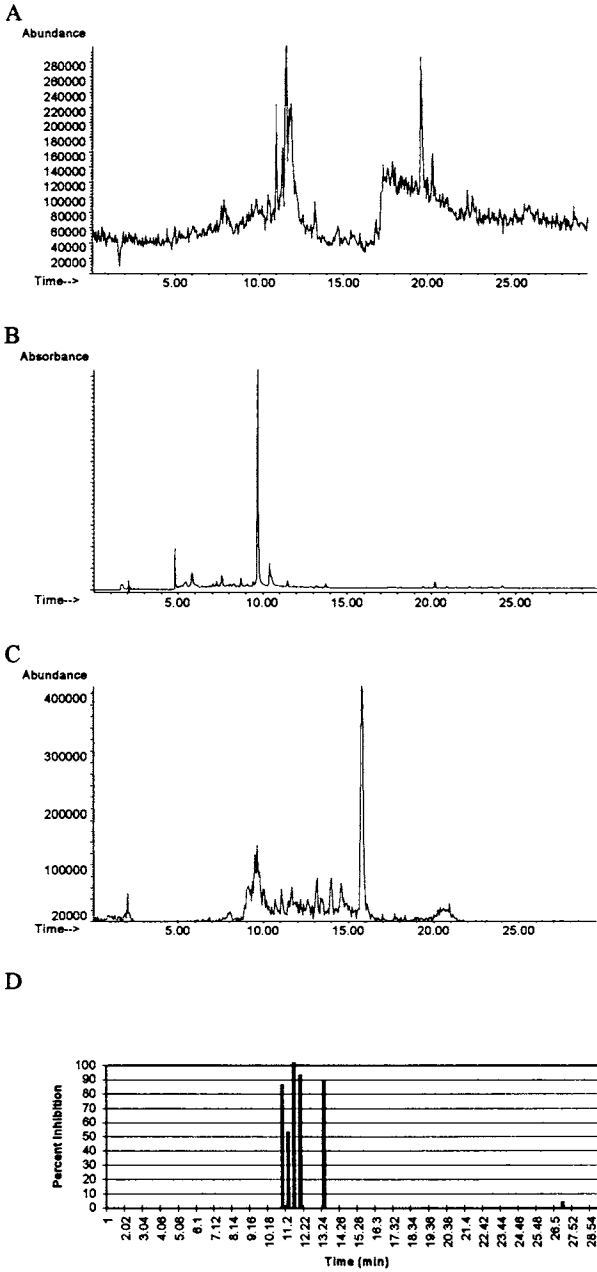 A
Abundance
280000
260000
240000
220000
200000
180000
160000
140000
120000
100000
80000
60000
40000
20000
Time--> 5.00 10.00 15.00 20.00 25.00
B
Absorbance
Time--> 5.00 10.00 15.00 20.00 25.00
C
Abundance
400000
300000
200000
100000
20000
Time--> 5.00 10.00 15.00 20.00 25.00
D
Percent Inhibition
100
90
80
70
60
50
40
30
20
10
0
1 2.02 3.04 4.06 5.08 6.1 7.12 8.14 9.16 10.18 11.2 12.22 13.24 14.26 15.28 16.3 17.32 18.34 19.36 20.38 21.4 22.42 23.44 24.46 25.48 26.5 27.52 28.54
Time (min)